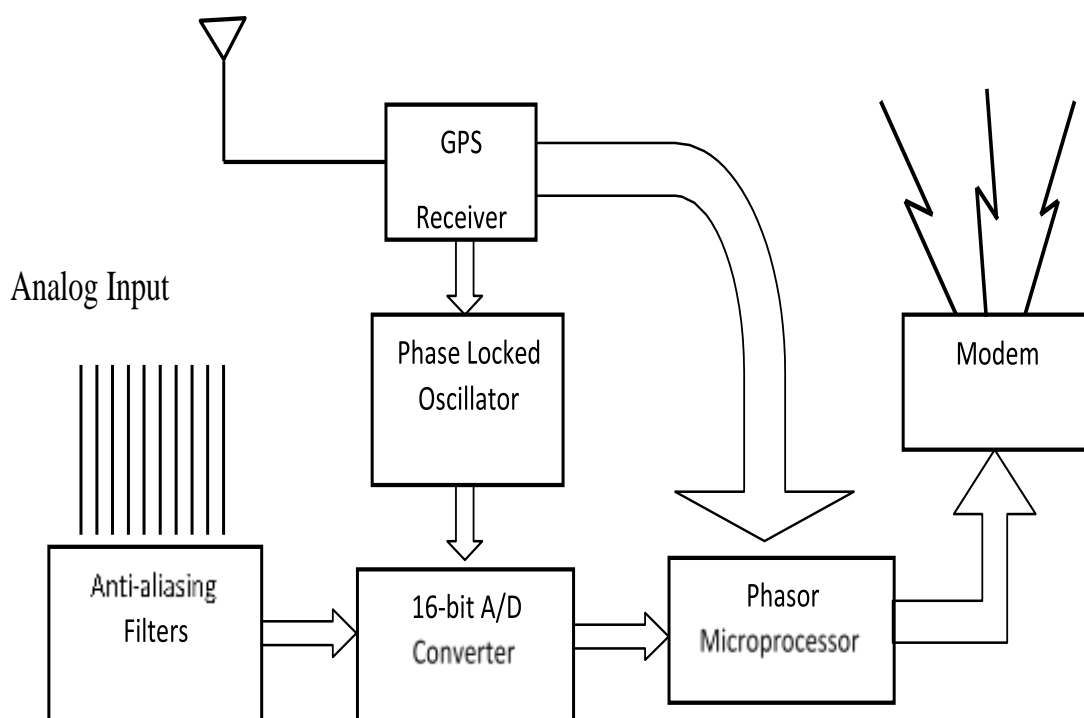 GPS
Receiver
Analog Input
Phase Locked
Oscillator
Modem
Anti-aliasing
Filters
16-bit A/D
Converter
Phasor
Microprocessor